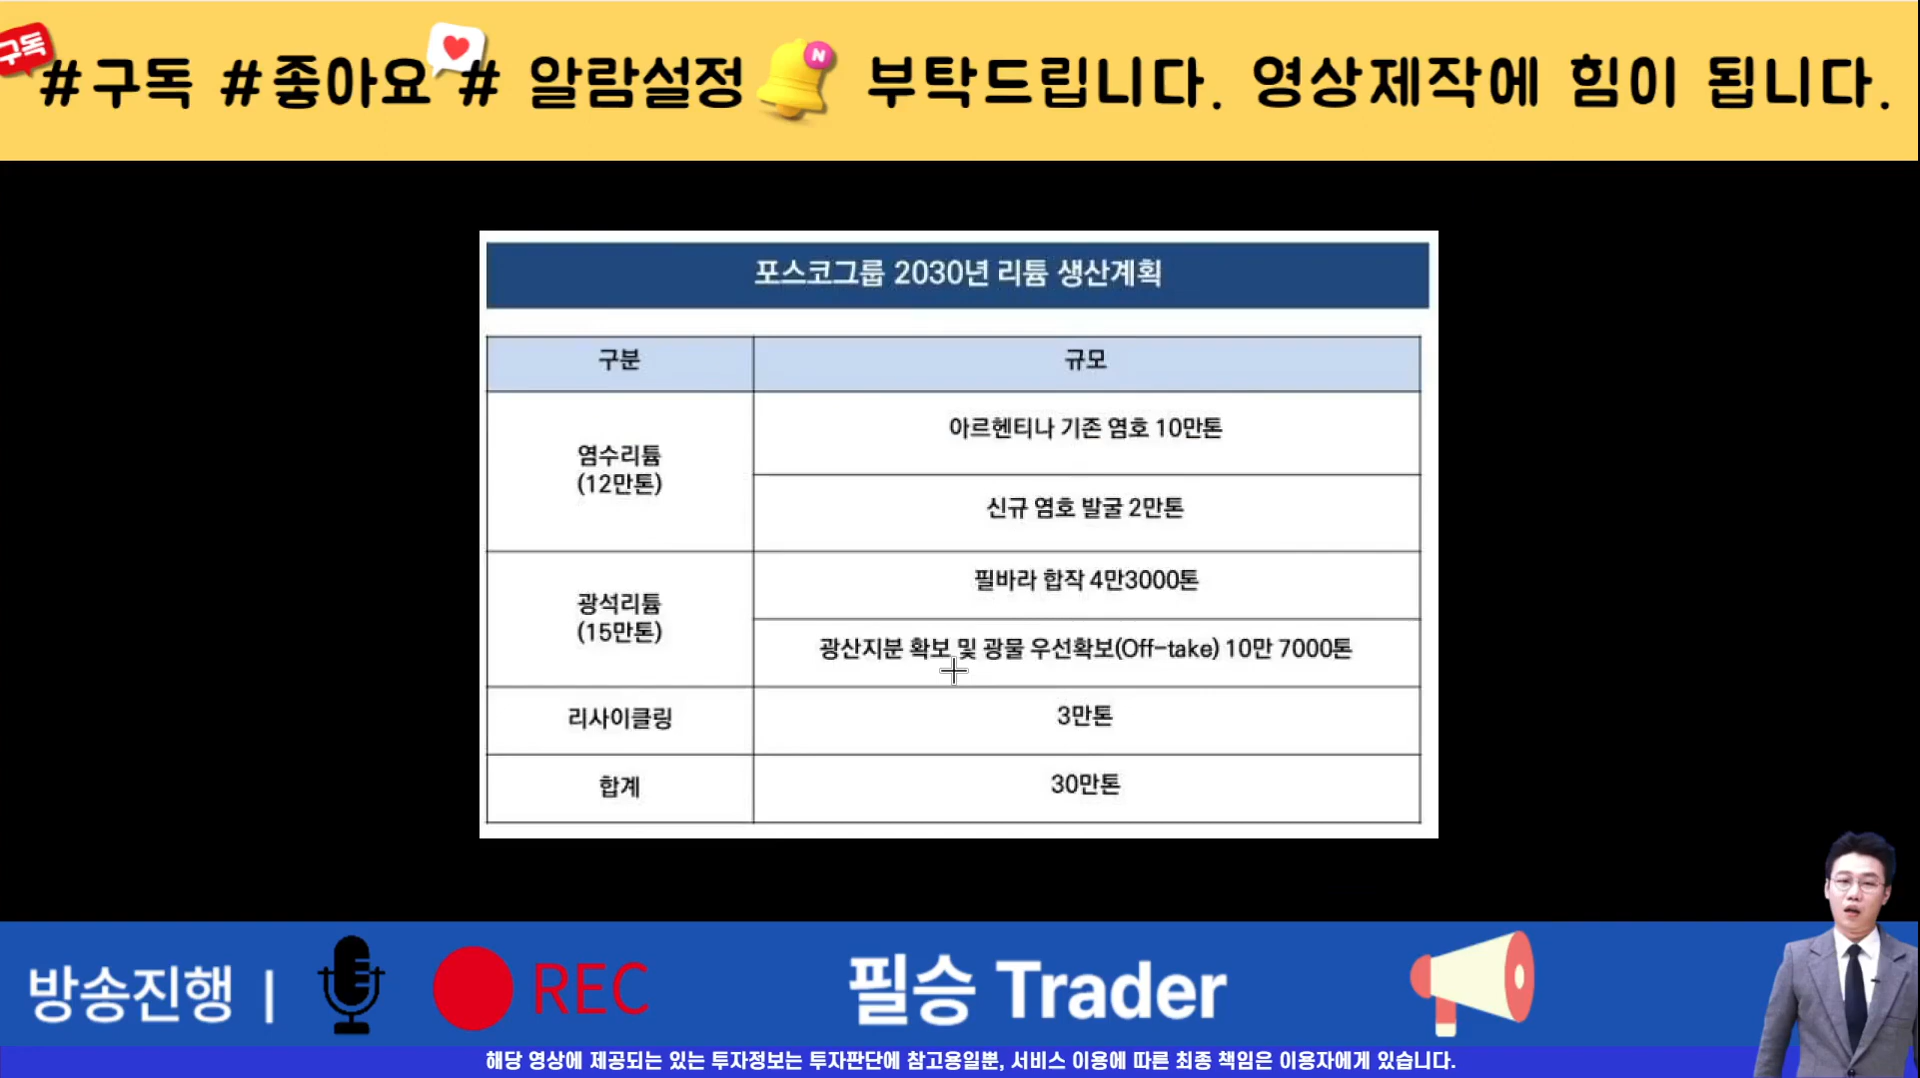 구독
#구독 #좋아요 # 알람설정 N 부탁드립니다. 영상제작에 힘이 됩니다.
포스코그룹 2030년 리튬 생산계획
구분 규모
염수리튬
(12만톤)
아르헨티나 기존 염호 10만톤
신규 염호 발굴 2만톤
광석리튬
(15만톤)
필바라 합작 4만3000톤
광산지분 확보 및 광물 우선확보(Off-take) 10만 7000톤
리사이클링 3만톤
합계 30만톤
방송진행 | REC 필승 Trader
해당 영상에 제공되는 있는 투자정보는 투자판단에 참고용일뿐, 서비스 이용에 따른 최종 책임은 이용자에게 있습니다.